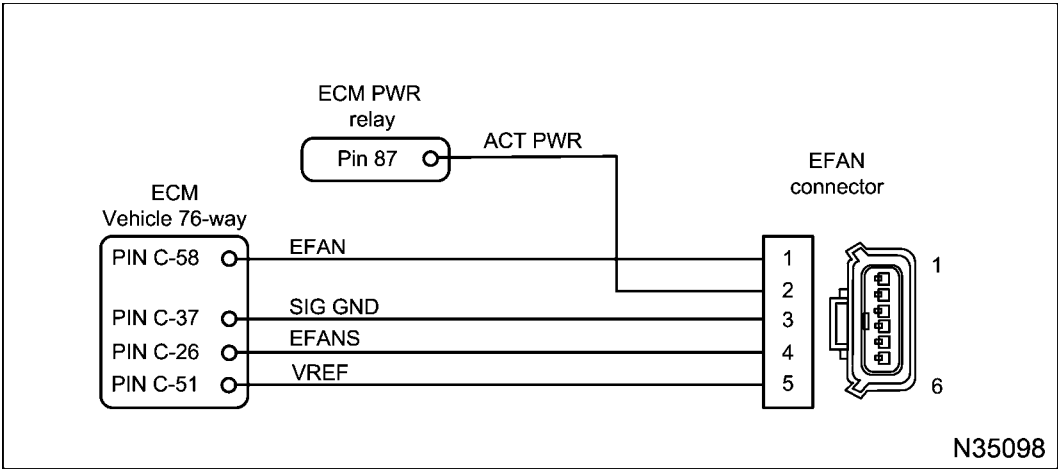 ECM PWR
relay
Pin 87
ACT PWR
EFAN
connector
ECM
Vehicle 76-way
PIN C-58
EFAN
1
2
PIN C-37
SIG GND
3
PIN C-26
EFANS
4
PIN C-51
VREF
5
1
6
N35098